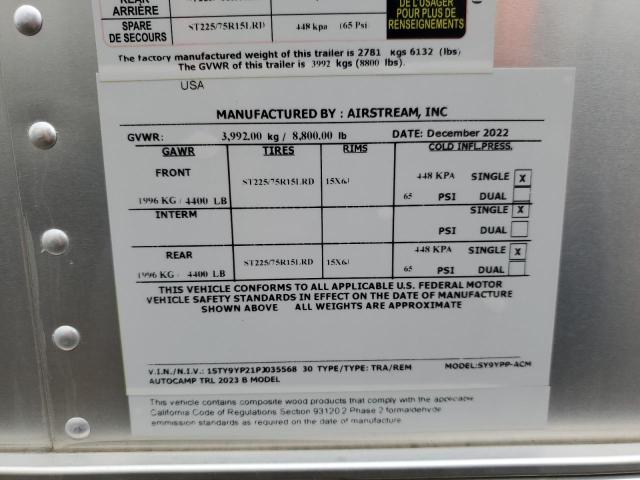 REAR
ARRIÈRE
ST225/75R15LRD
DE L'USAGER
POUR PLUS DE
RENSEIGNEMENTS
SPARE
DE SECOURS
ST225/75R15LRD 448 kpa (65 Psi)
The factory manufactured weight of this trailer is 2781 kgs 6132 (lbs)
The GVWR of this trailer is 3992 kgs (8800 lbs).
USA
MANUFACTURED BY : AIRSTREAM, INC
GVWR: 3,992.00 kg / 8,800.00 lb DATE: December 2022
GAWR TIRES RIMS COLD INFL.PRESS.
FRONT ST225/75R15LRD 15X6J 448 KPA SINGLE X
1996 KG / 4400 LB 65 PSI DUAL
INTERM SINGLE X
PSI DUAL
REAR ST225/75R15LRD 15X6J 448 KPA SINGLE X
1996 KG / 4400 LB 65 PSI DUAL
THIS VEHICLE CONFORMS TO ALL APPLICABLE U.S. FEDERAL MOTOR
VEHICLE SAFETY STANDARDS IN EFFECT ON THE DATE OF MANUFACTURE
SHOWN ABOVE ALL WEIGHTS ARE APPROXIMATE
V.I.N./N.I.V.: 1STY9YP21PJ035568 30 TYPE/TYPE: TRA/REM MODEL:SY9YPP-ACM
AUTOCAMP TRL 2023 B MODEL
This vehicle contains composite wood products that comply with the applicable
California Code of Regulations Section 93120.2 Phase 2 formaldehyde
emmission standards as required on the date of manufacture.